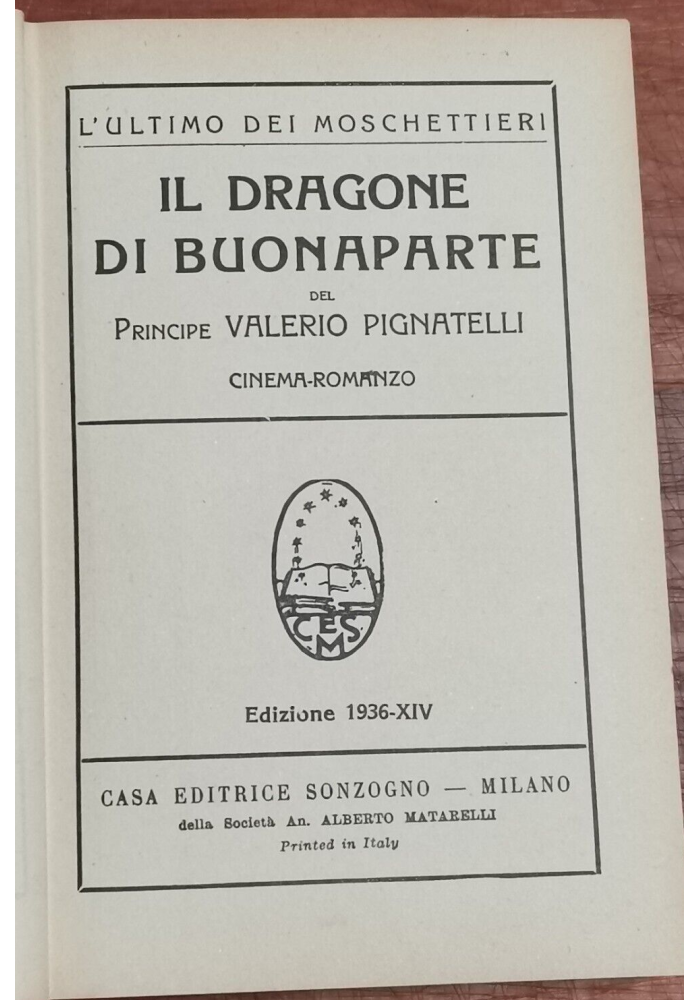 L'ULTIMO DEI MOSCHETTIERI
IL DRAGONE
DI BUONAPARTE
DEL
PRINCIPE VALERIO PIGNATELLI
CINEMA-ROMANZO
CES.
M
Edizione 1936-XIV
CASA EDITRICE SONZOGNO — MILANO
della Società An. ALBERTO MATARELLI
Printed in Italy